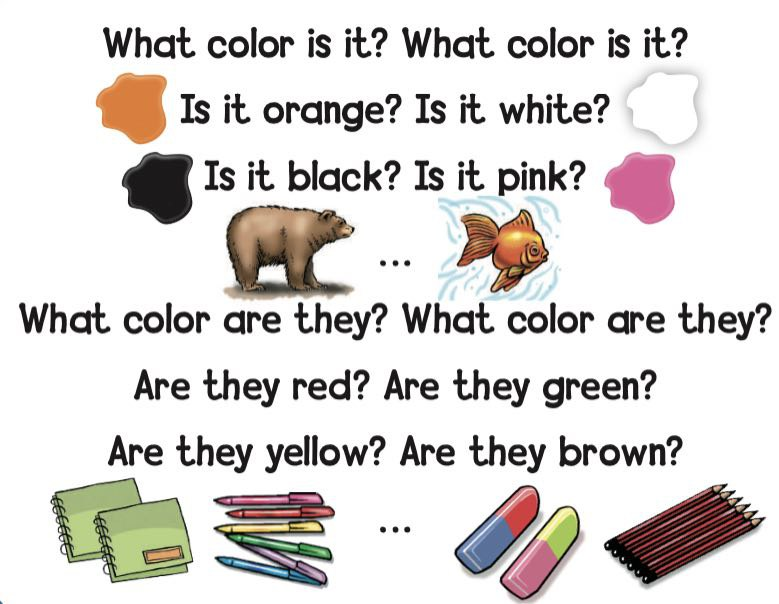 What color is it? What color is it?
Is it orange? Is it white?
Is it black? Is it pink?
...
What color are they? What color are they?
Are they red? Are they green?
Are they yellow? Are they brown?
...